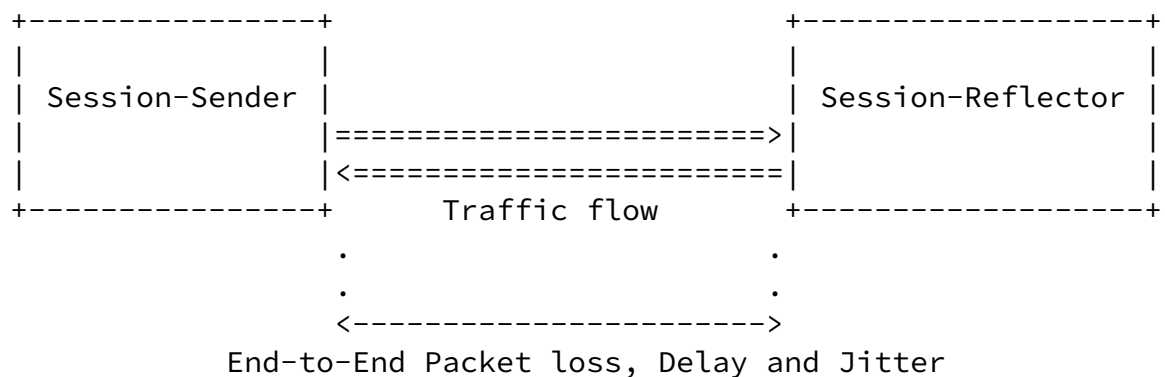 Session-Sender Session-Reflector
Traffic flow
End-to-End Packet loss, Delay and Jitter